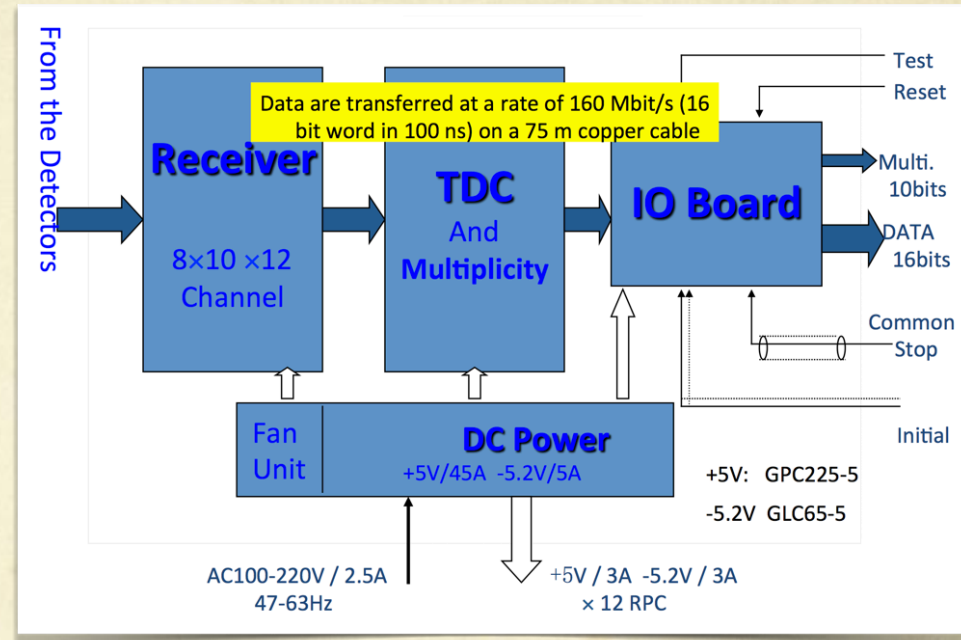 From the Detectors
Data are transferred at a rate of 160 Mbit/s (16
bit word in 100 ns) on a 75 m copper cable
Receiver
8×10 ×12
Channel
TDC
And
Multiplicity
IO Board
Test
Reset
Multi.
10bits
DATA
16bits
Common
Stop
Initial
Fan
Unit
DC Power
+5V/45A -5.2V/5A
+5V: GPC225-5
-5.2V GLC65-5
AC100-220V / 2.5A
47-63Hz
+5V / 3A -5.2V / 3A
× 12 RPC